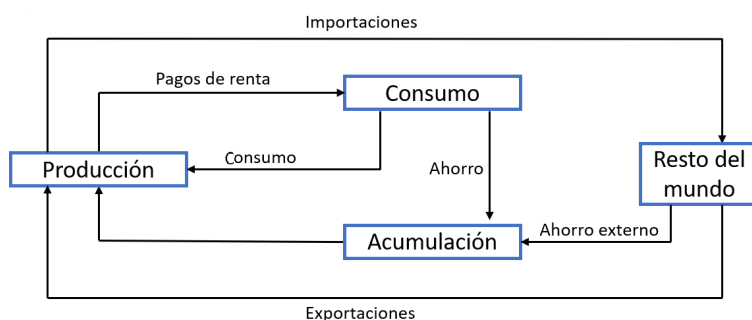 Importaciones
Pagos de renta
Consumo
Producción
Consumo
Ahorro
Resto del
mundo
Acumulación
Ahorro externo
Exportaciones